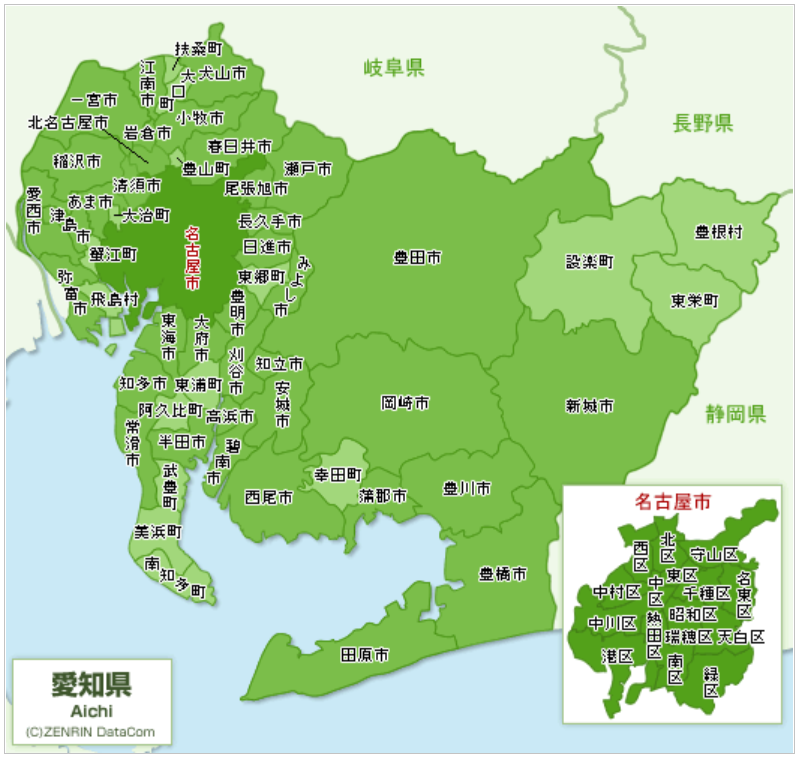 岐阜県
長野県
静岡県
扶桑町
大口町
犬山市
江南市
一宮市
小牧市
北名古屋市
岩倉市
春日井市
稲沢市
豊山町
瀬戸市
清須市
尾張旭市
愛西市
あま市
大治町
津島市
長久手市
名古屋市
日進市
蟹江町
東郷町
みよし市
豊田市
設楽町
豊根村
東栄町
弥富市
飛島村
豊明市
東海市
大府市
刈谷市
知立市
知多市
東浦町
安城市
岡崎市
新城市
阿久比町
高浜市
常滑市
半田市
碧南市
武豊町
西尾市
幸田町
蒲郡市
豊川市
美浜町
南知多町
豊橋市
田原市
名古屋市
西区
北区
守山区
東区
中村区
中区
千種区
名東区
中川区
熱田区
昭和区
瑞穂区
天白区
港区
南区
緑区
愛知県
Aichi
(C)ZENRIN DataCom